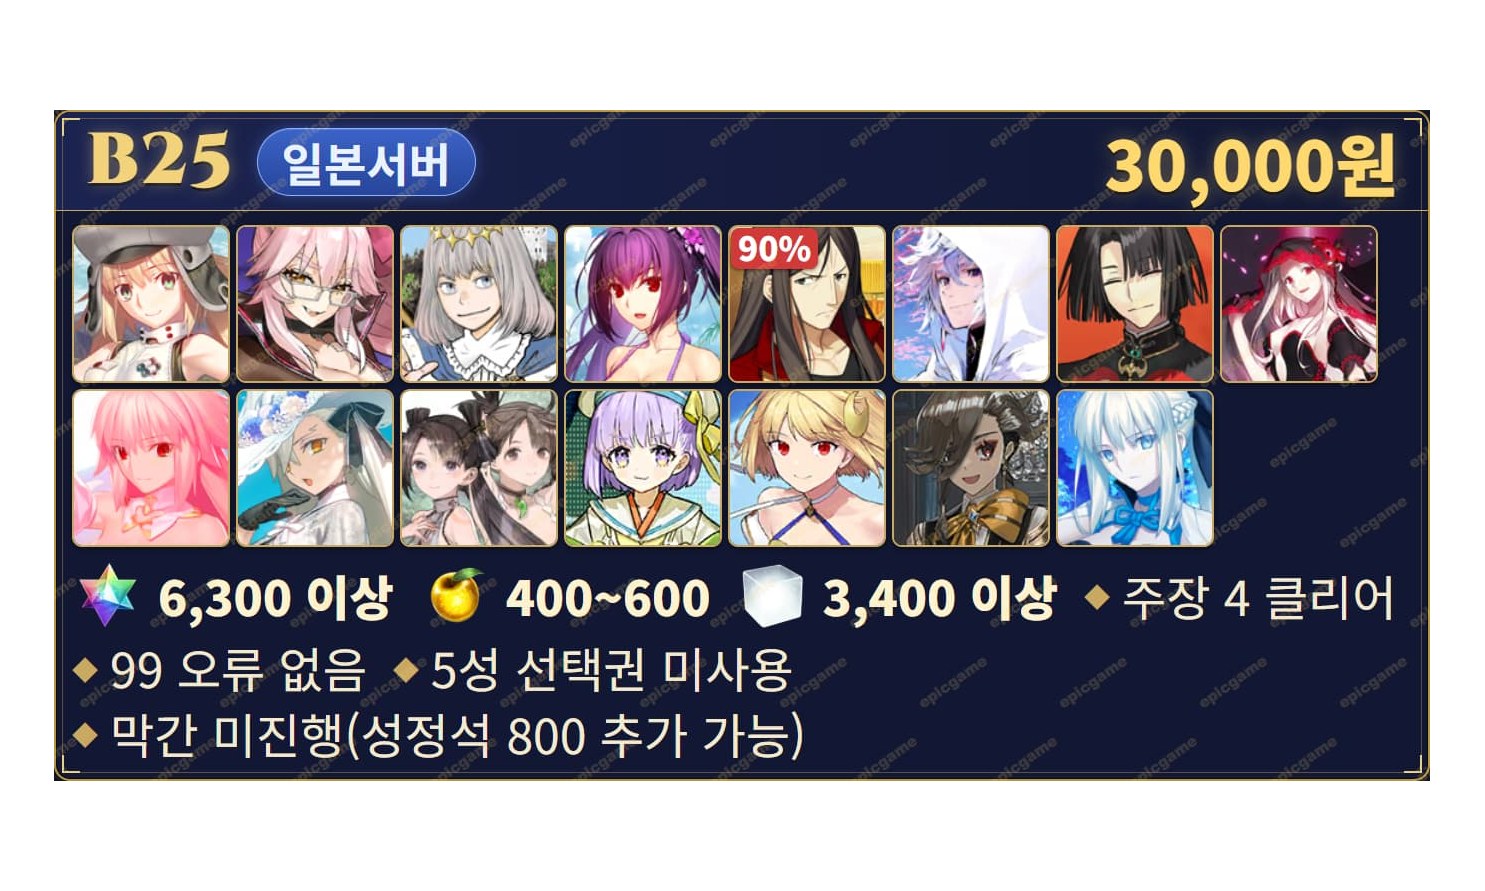 B25 일본서버 30,000원
90%
6,300 이상 400~600 3,400 이상 ◆ 주장 4 클리어
◆ 99 오류 없음 ◆ 5성 선택권 미사용
◆ 막간 미진행(성정석 800 추가 가능)
epicgame